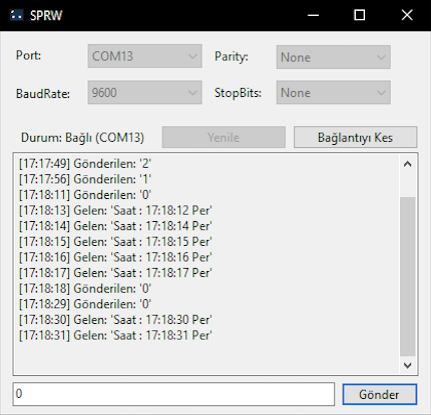 SPRW
Port: COM13 Parity: None
BaudRate: 9600 StopBits: None
Durum: Bağlı (COM13) Yenile Bağlantıyı Kes
[17:17:49] Gönderilen: '2'
[17:17:56] Gönderilen: '1'
[17:18:11] Gönderilen: '0'
[17:18:13] Gelen: 'Saat : 17:18:12 Per'
[17:18:14] Gelen: 'Saat : 17:18:14 Per'
[17:18:15] Gelen: 'Saat : 17:18:15 Per'
[17:18:16] Gelen: 'Saat : 17:18:16 Per'
[17:18:17] Gelen: 'Saat : 17:18:17 Per'
[17:18:18] Gönderilen: '0'
[17:18:29] Gönderilen: '0'
[17:18:30] Gelen: 'Saat : 17:18:30 Per'
[17:18:31] Gelen: 'Saat : 17:18:31 Per'
0 Gönder